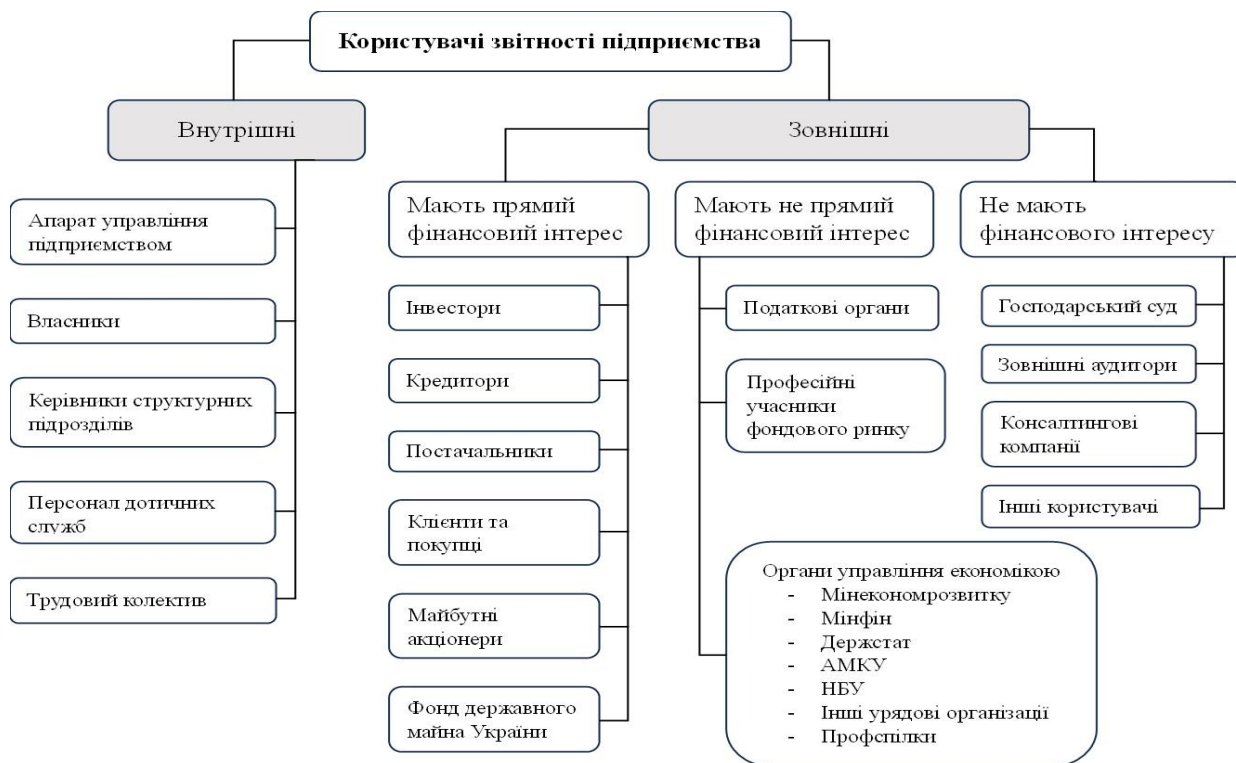 Користувачі звітності підприємства
Внутрішні
Апарат управління
підприємством
Власники
Керівники структурних
підрозділів
Персонал дотичних
служб
Трудовий колектив
Зовнішні
Мають прямий
фінансовий інтерес
Інвестори
Кредитори
Постачальники
Клієнти та
покупці
Майбутні
акціонери
Фонд державного
майна України
Мають не прямий
фінансовий інтерес
Податкові органи
Професійні
учасники
фондового ринку
Органи управління економікою
- Мінекономрозвитку
- Мінфін
- Держстат
- АМКУ
- НБУ
- Інші урядові організації
- Профспілки
Не мають
фінансового інтересу
Господарський суд
Зовнішні аудитори
Консалтингові
компанії
Інші користувачі